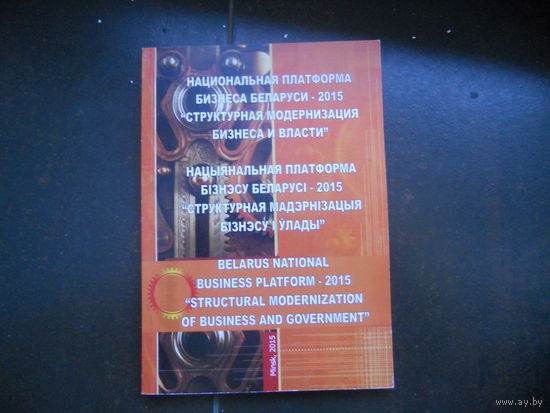 НАЦИОНАЛЬНАЯ ПЛАТФОРМА
БИЗНЕСА БЕЛАРУСИ - 2015
"СТРУКТУРНАЯ МОДЕРНИЗАЦИЯ
БИЗНЕСА И ВЛАСТИ"
НАЦЫЯНАЛЬНАЯ ПЛАТФОРМА
БІЗНЭСУ БЕЛАРУСІ - 2015
"СТРУКТУРНАЯ МАДЭРНІЗАЦЫЯ
БІЗНЭСУ І ЎЛАДЫ"
BELARUS NATIONAL
BUSINESS PLATFORM - 2015
"STRUCTURAL MODERNIZATION
OF BUSINESS AND GOVERNMENT"
Minsk, 2015
www.ay.by